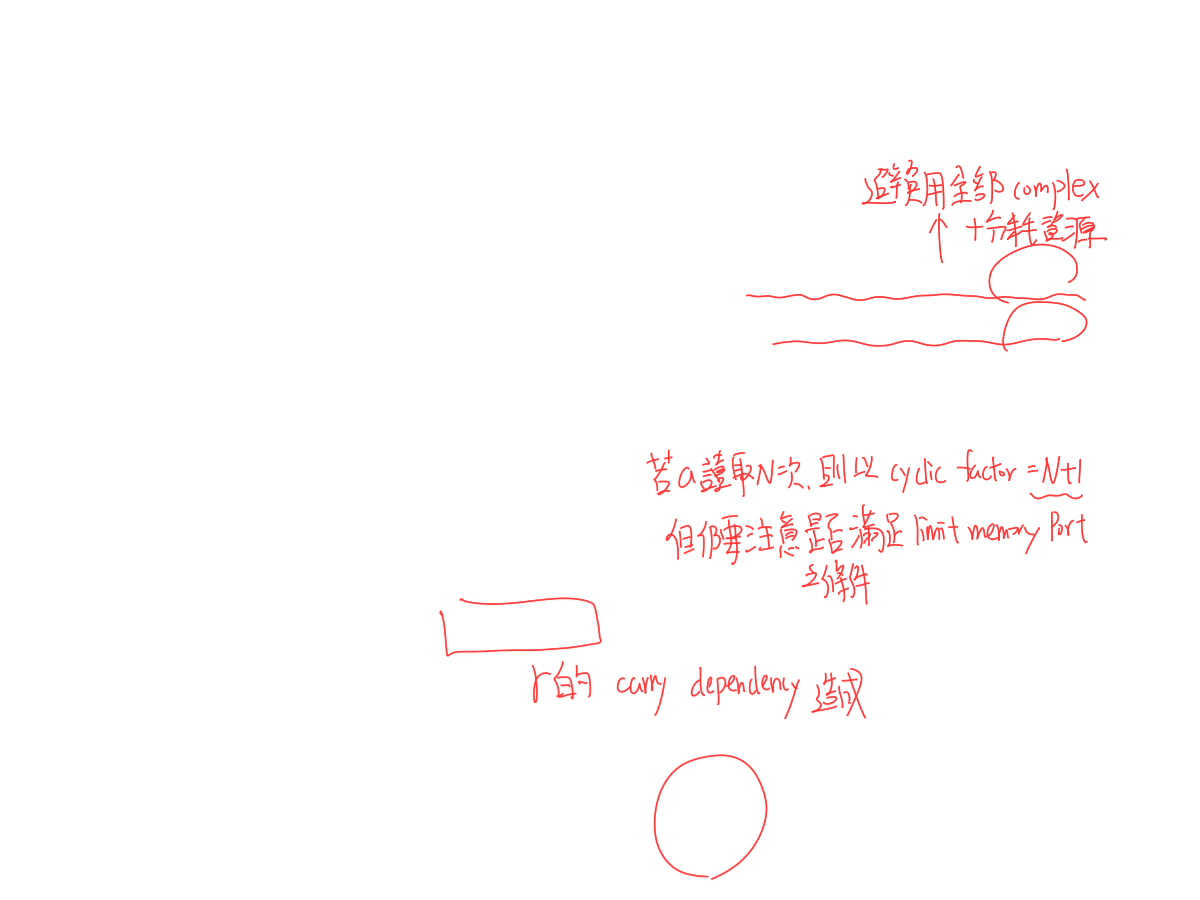 避免使用全部 complex
十分耗資源
若a讀取N次，則以 cyclic factor = N+1
但仍要注意是否滿足 limit memory Port
之條件
r的 carry dependency 造成